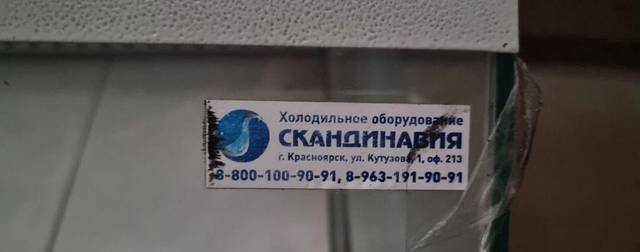 Холодильное оборудование
СКАНДИНАВИЯ
г. Красноярск, ул. Кутузова, 1, оф. 213
8-800-100-90-91, 8-963-191-90-91